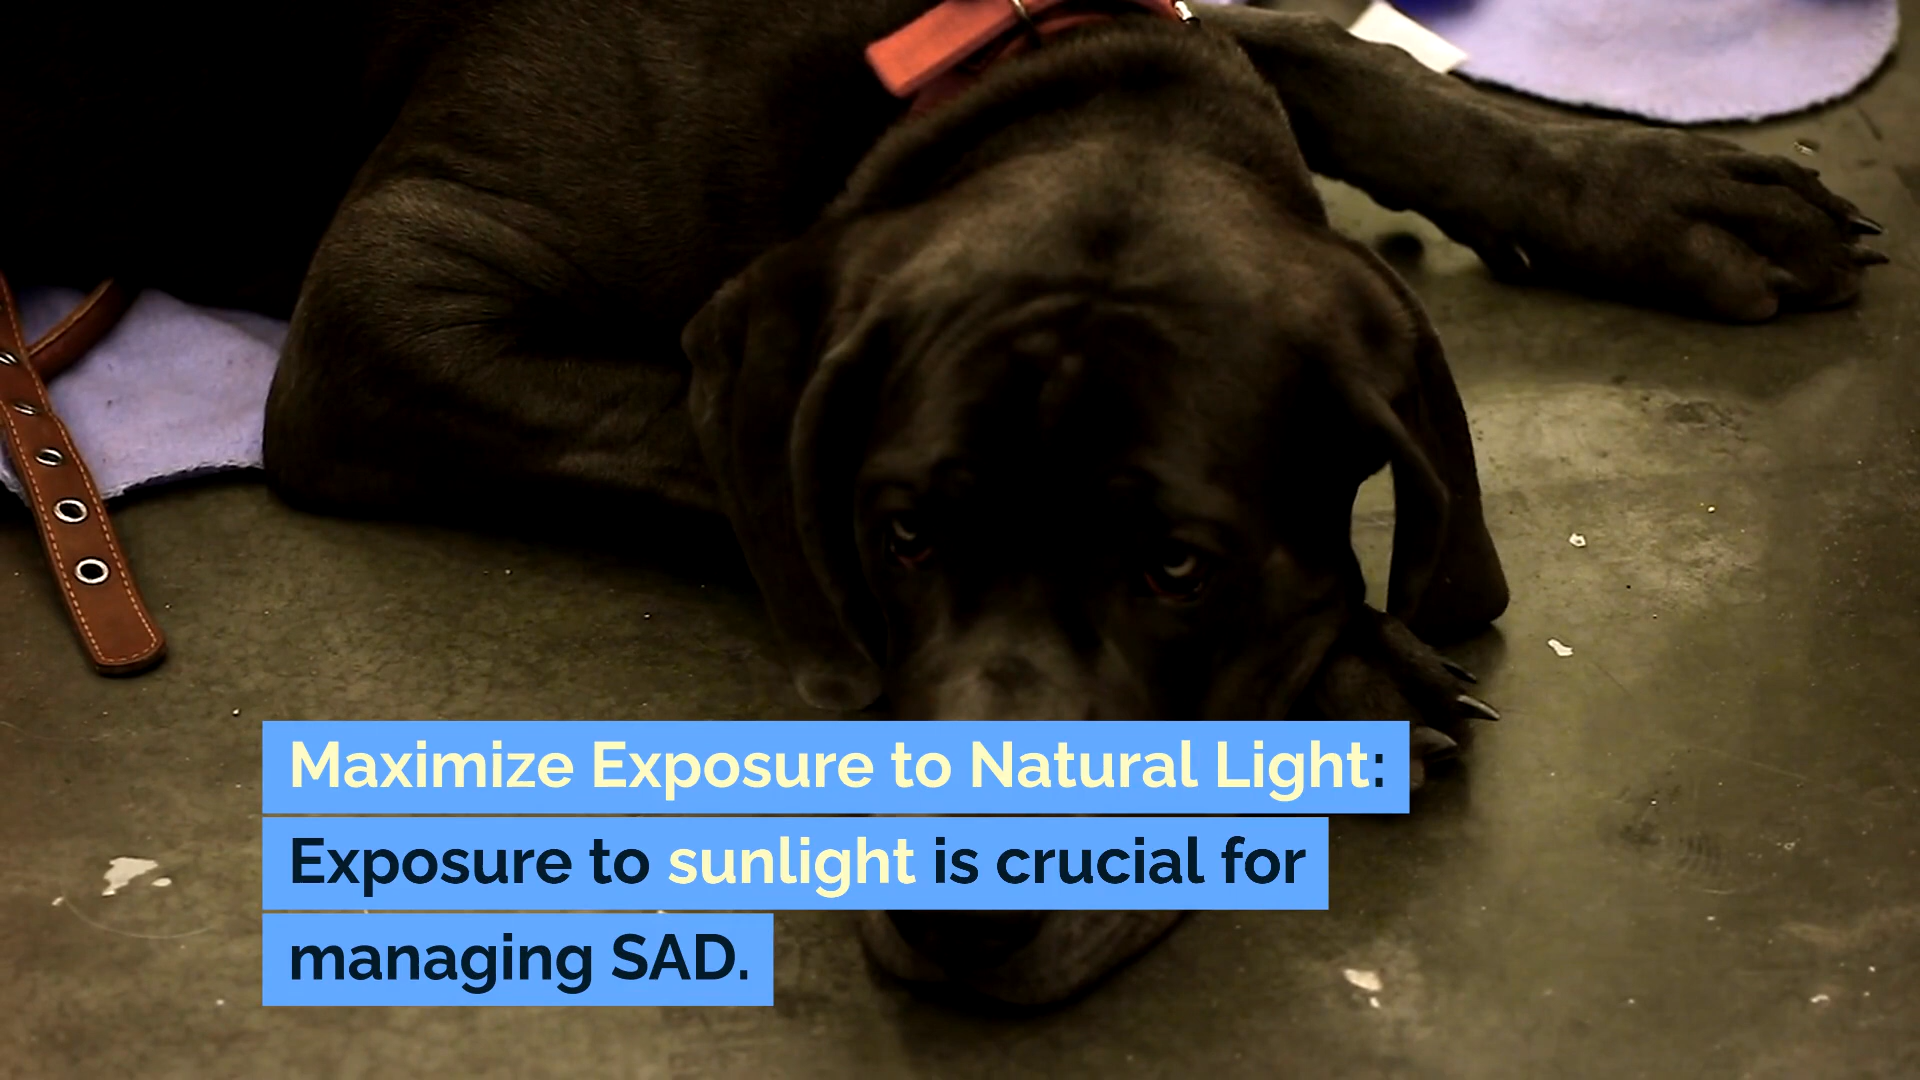 Maximize Exposure to Natural Light:
Exposure to sunlight is crucial for
managing SAD.